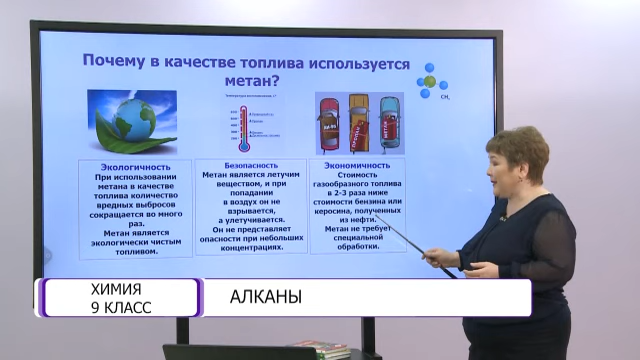 Почему в качестве топлива используется
метан?
CH₄
Экологичность
При использовании
метана в качестве
топлива количество
вредных выбросов
сокращается во много
раз.
Метан является
экологически чистым
топливом.
Безопасность
Метан является летучим
веществом, и при
попадании
в воздух он не
взрывается,
а улетучивается.
Он не представляет
опасности при небольших
концентрациях.
Экономичность
Стоимость
газообразного топлива
в 2-3 раза ниже
стоимости бензина или
керосина, полученных
из нефти.
Метан не требует
специальной
обработки.
ХИМИЯ
9 КЛАСС
АЛКАНЫ